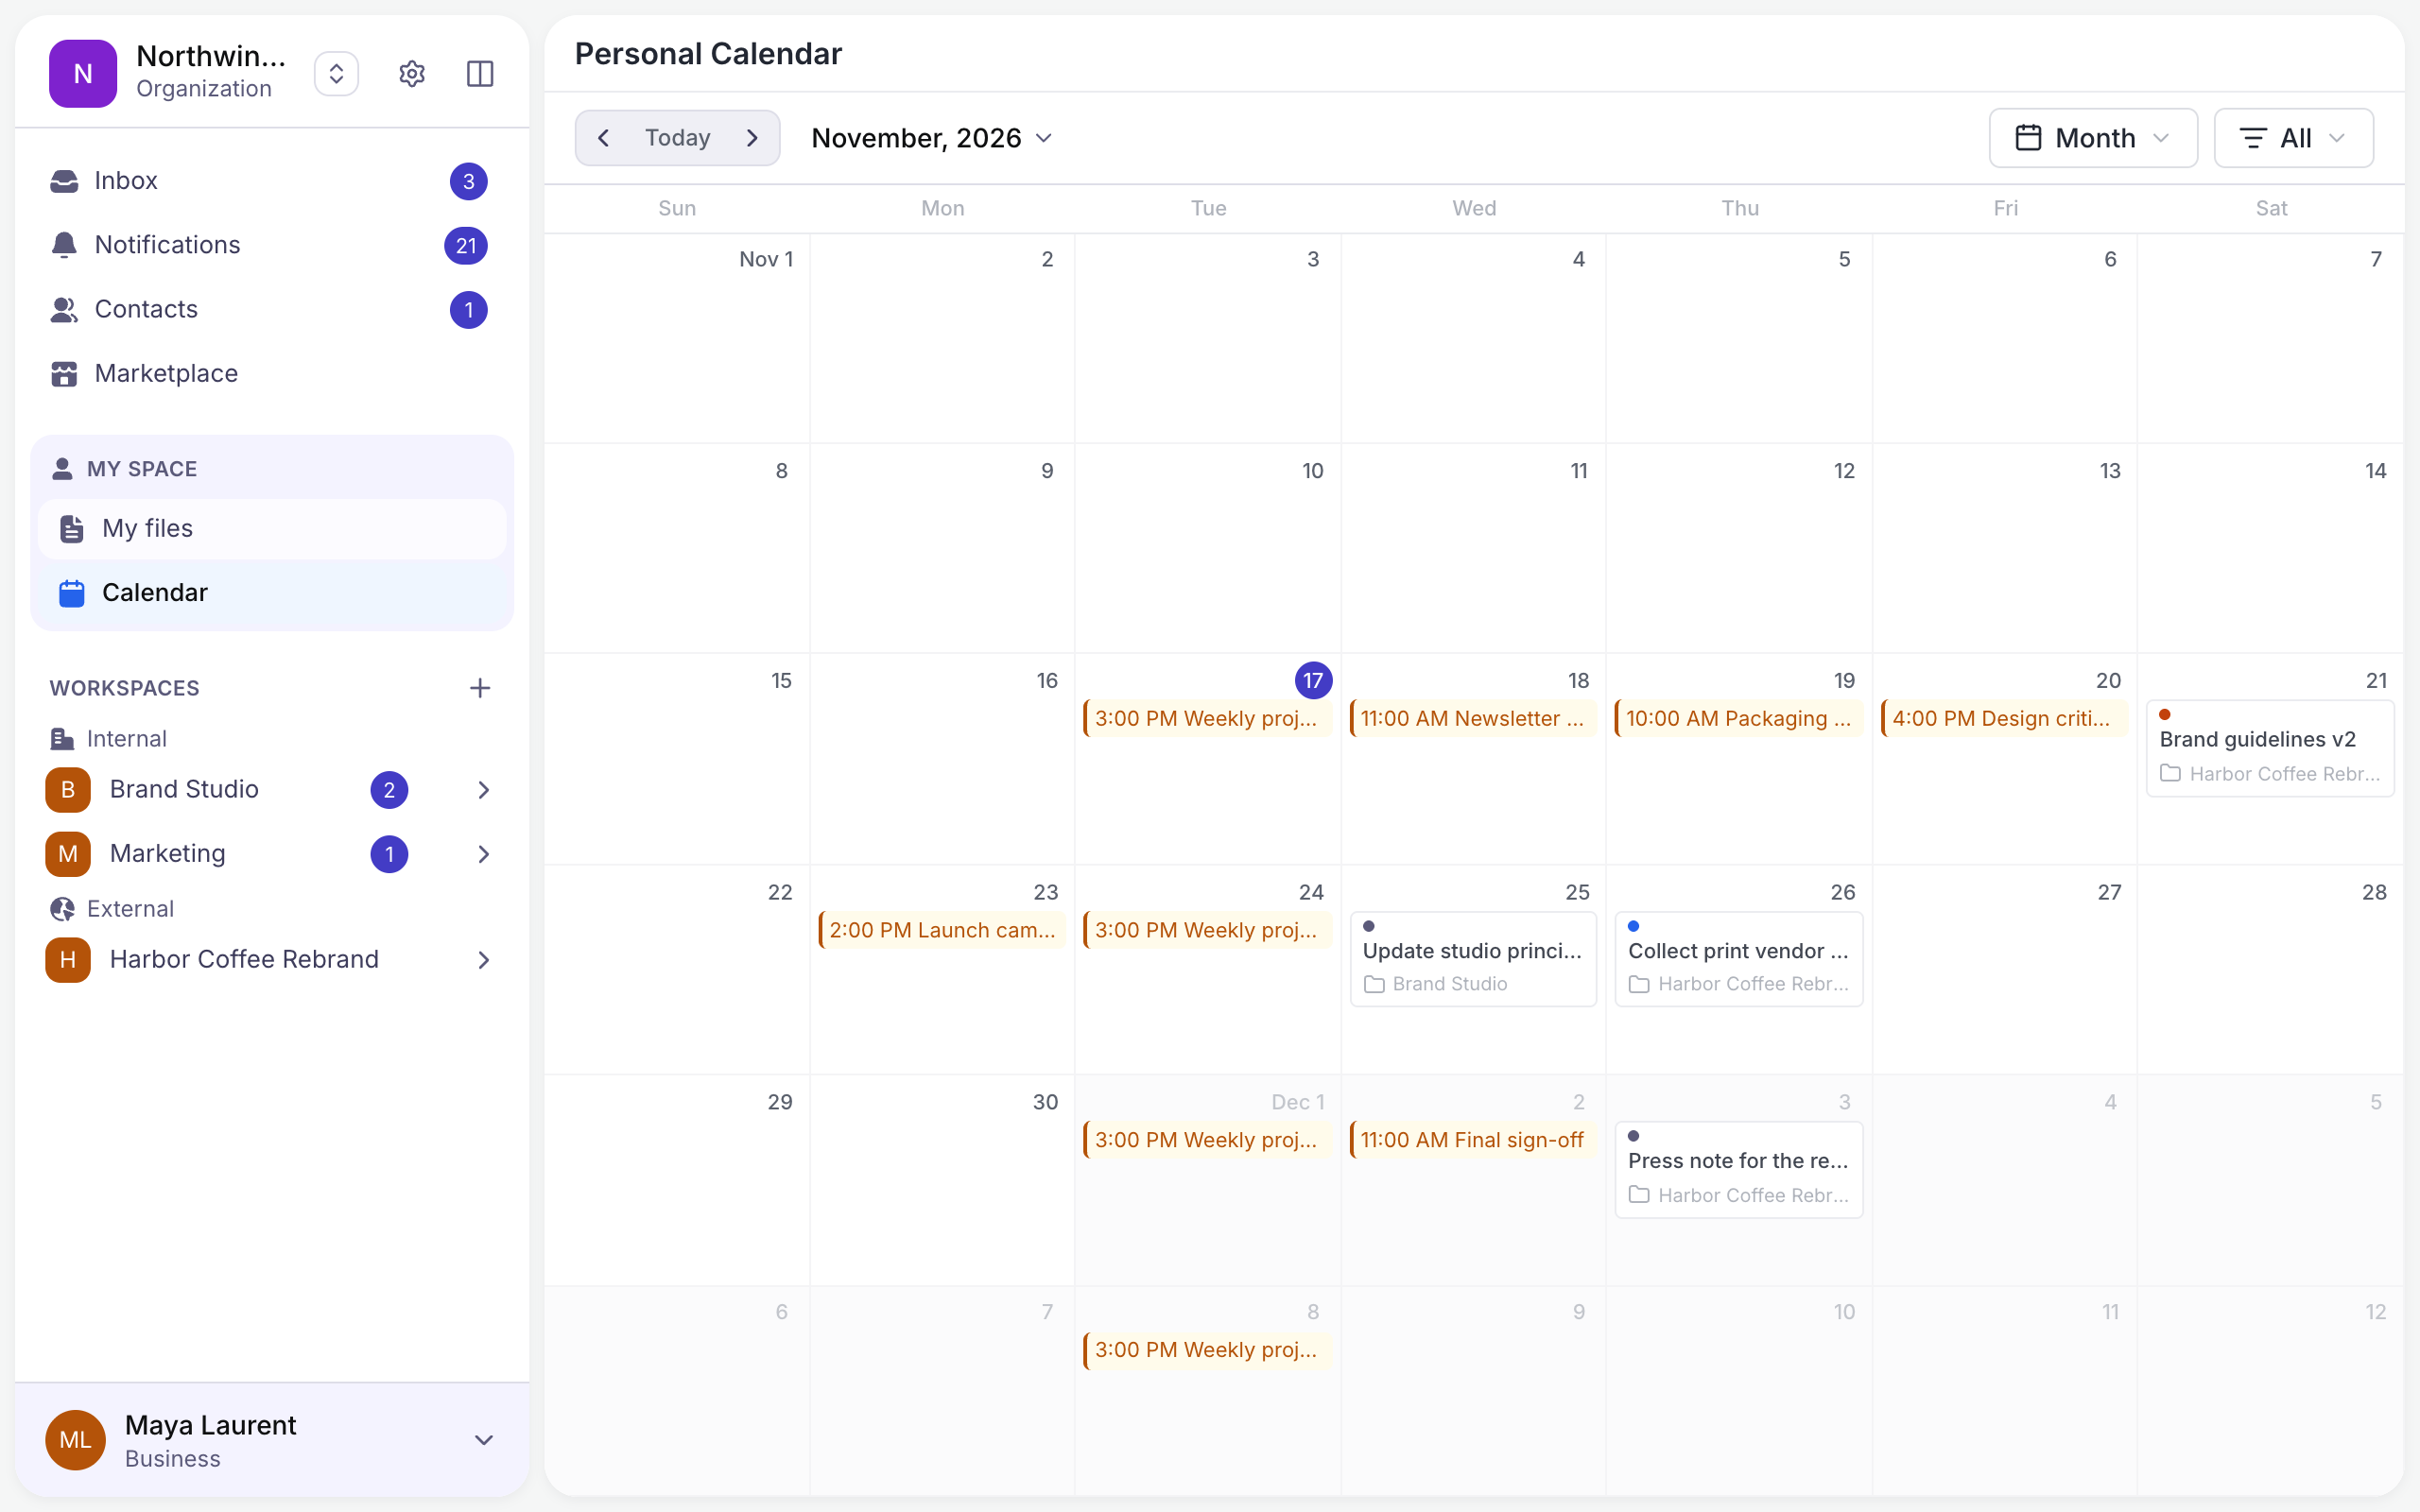 N
Northwin...
Organization
Inbox
3
Notifications
21
Contacts
1
Marketplace
MY SPACE
My files
Calendar
WORKSPACES
Internal
B
Brand Studio
2
M
Marketing
1
External
H
Harbor Coffee Rebrand
ML
Maya Laurent
Business
Personal Calendar
Today
November, 2026
Month
All
Sun Mon Tue Wed Thu Fri Sat
Nov 1 2 3 4 5 6 7
8 9 10 11 12 13 14
15 16 17 18 19 20 21
3:00 PM Weekly proj...
11:00 AM Newsletter ...
10:00 AM Packaging ...
4:00 PM Design criti...
Brand guidelines v2
Harbor Coffee Rebr...
22 23 24 25 26 27 28
2:00 PM Launch cam...
3:00 PM Weekly proj...
Update studio princi...
Brand Studio
Collect print vendor ...
Harbor Coffee Rebr...
29 30 Dec 1 2 3 4 5
3:00 PM Weekly proj...
11:00 AM Final sign-off
Press note for the re...
Harbor Coffee Rebr...
6 7 8 9 10 11 12
3:00 PM Weekly proj...